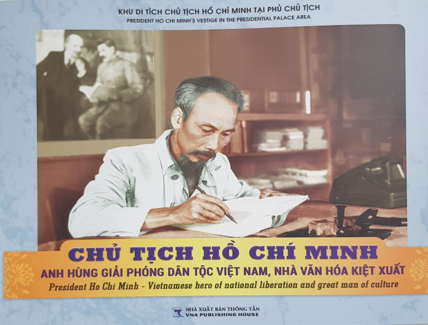 KHU DI TÍCH CHỦ TỊCH HỒ CHÍ MINH TẠI PHỦ CHỦ TỊCH
PRESIDENT HO CHI MINH'S VESTIGE IN THE PRESIDENTIAL PALACE AREA
CHỦ TỊCH HỒ CHÍ MINH
ANH HÙNG GIẢI PHÓNG DÂN TỘC VIỆT NAM, NHÀ VĂN HÓA KIỆT XUẤT
President Ho Chi Minh - Vietnamese hero of national liberation and great man of culture
NHÀ XUẤT BẢN THÔNG TẤN
VNA PUBLISHING HOUSE